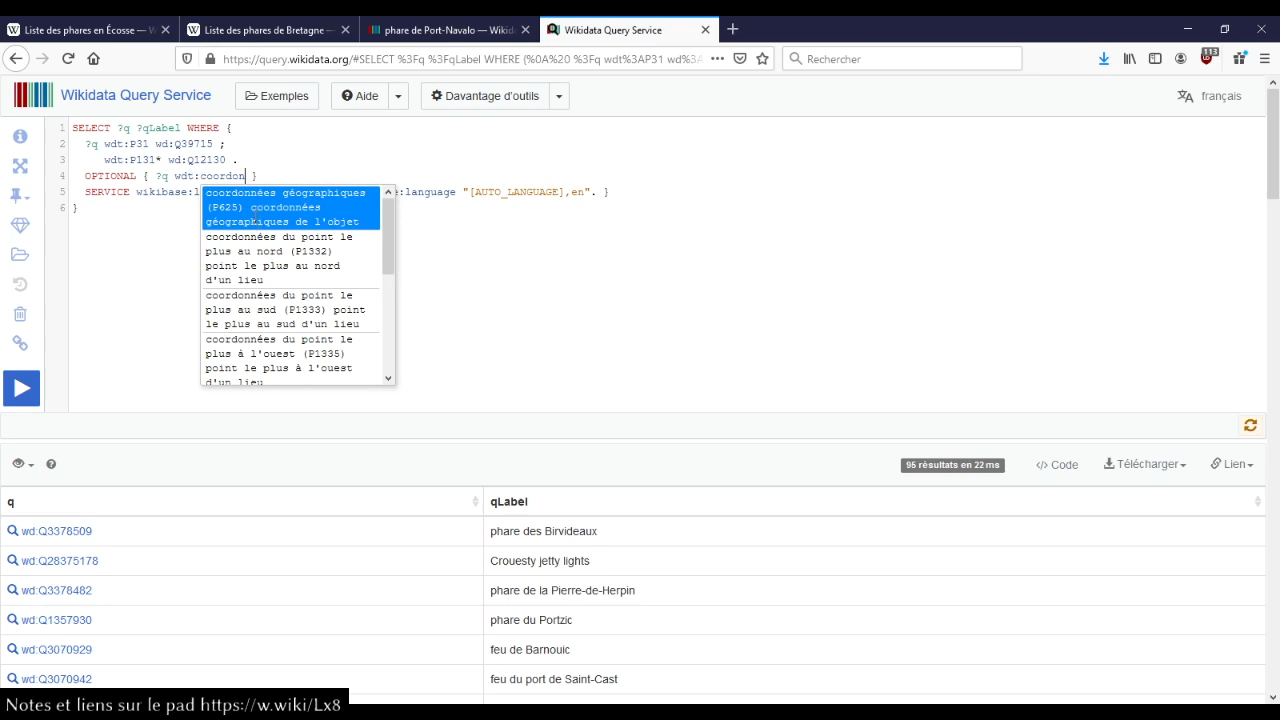 Liste des phares en Écosse — W
Liste des phares de Bretagne —
phare de Port-Navalo — Wikid
Wikidata Query Service
https://query.wikidata.org/#SELECT %3Fq %3FqLabel WHERE {%0A%20 %3Fq wdt%3AP31 wd%3A
Rechercher
113
Wikidata Query Service
Exemples
Aide
Davantage d'outils
français
1 SELECT ?q ?qLabel WHERE {
2 ?q wdt:P31 wd:Q39715 ;
3 wdt:P131* wd:Q12130 .
4 OPTIONAL { ?q wdt:coordon }
5 SERVICE wikibase:l e:language "[AUTO_LANGUAGE],en". }
6 }
coordonnées géographiques
(P625) coordonnées
géographiques de l'objet
coordonnées du point le
plus au nord (P1332)
point le plus au nord
d'un lieu
coordonnées du point le
plus au sud (P1333) point
le plus au sud d'un lieu
coordonnées du point le
plus à l'ouest (P1335)
point le plus à l'ouest
d'un lieu
95 résultats en 22 ms
</> Code
Télécharger
Lien
q
qLabel
wd:Q3378509
phare des Birvideaux
wd:Q28375178
Crouesty jetty lights
wd:Q3378482
phare de la Pierre-de-Herpin
wd:Q1357930
phare du Portzic
wd:Q3070929
feu de Barnouic
wd:Q3070942
feu du port de Saint-Cast
Notes et liens sur le pad https://w.wiki/Lx8